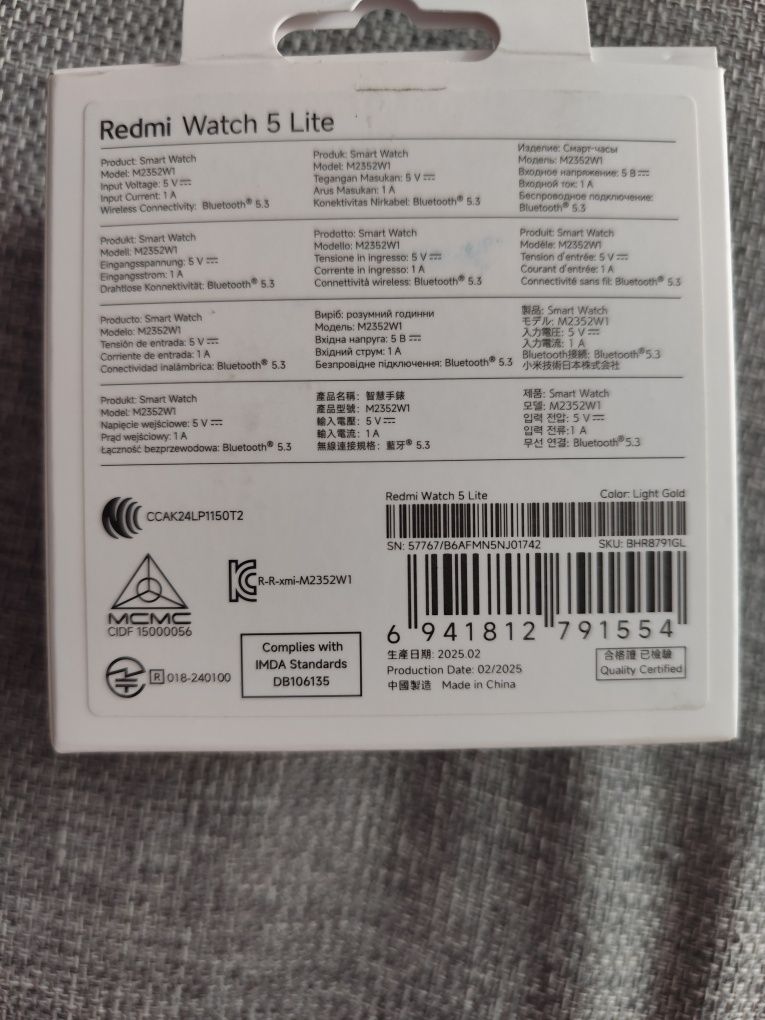 Redmi Watch 5 Lite
Product: Smart Watch
Model: M2352W1
Input Voltage: 5 V⎓
Input Current: 1 A
Wireless Connectivity: Bluetooth® 5.3
Produk: Smart Watch
Model: M2352W1
Tegangan Masukan: 5 V⎓
Arus Masukan: 1 A
Konektivitas Nirkabel: Bluetooth® 5.3
Изделие: Смарт-часы
Модель: M2352W1
Входное напряжение: 5 В⎓
Входной ток: 1 A
Беспроводное подключение:
Bluetooth® 5.3
Produkt: Smart Watch
Modell: M2352W1
Eingangsspannung: 5 V⎓
Eingangsstrom: 1 A
Drahtlose Konnektivität: Bluetooth® 5.3
Prodotto: Smart Watch
Modello: M2352W1
Tensione in ingresso: 5 V⎓
Corrente in ingresso: 1 A
Connettività wireless: Bluetooth® 5.3
Produit: Smart Watch
Modèle: M2352W1
Tension d'entrée: 5 V⎓
Courant d'entrée: 1 A
Connectivité sans fil: Bluetooth® 5.3
Producto: Smart Watch
Modelo: M2352W1
Tensión de entrada: 5 V⎓
Corriente de entrada: 1 A
Conectividad inalámbrica: Bluetooth® 5.3
Виріб: розумний годинни
Модель: M2352W1
Вхідна напруга: 5 В⎓
Вхідний струм: 1 A
Безпровідне підключення: Bluetooth® 5.3
製品: Smart Watch
モデル: M2352W1
入力電圧: 5 V⎓
入力電流: 1 A
Bluetooth接続: Bluetooth®5.3
小米技術日本株式会社
Produkt: Smart Watch
Model: M2352W1
Napięcie wejściowe: 5 V⎓
Prąd wejściowy: 1 A
Łączność bezprzewodowa: Bluetooth® 5.3
產品名稱: 智慧手錶
產品型號: M2352W1
輸入電壓: 5 V⎓
輸入電流: 1 A
無線連接規格: 藍牙® 5.3
제품: Smart Watch
모델: M2352W1
입력 전압: 5 V⎓
입력 전류:1 A
무선 연결: Bluetooth®5.3
CCAK24LP1150T2
MCMC
CIDF 15000056
R-R-xmi-M2352W1
R 018-240100
Complies with
IMDA Standards
DB106135
Redmi Watch 5 Lite Color: Light Gold
SN: 57767/B6AFMN5NJ01742 SKU: BHR8791GL
6 941812 791554
生產日期: 2025.02
Production Date: 02/2025
中國製造 Made in China
合格證 已檢驗
Quality Certified